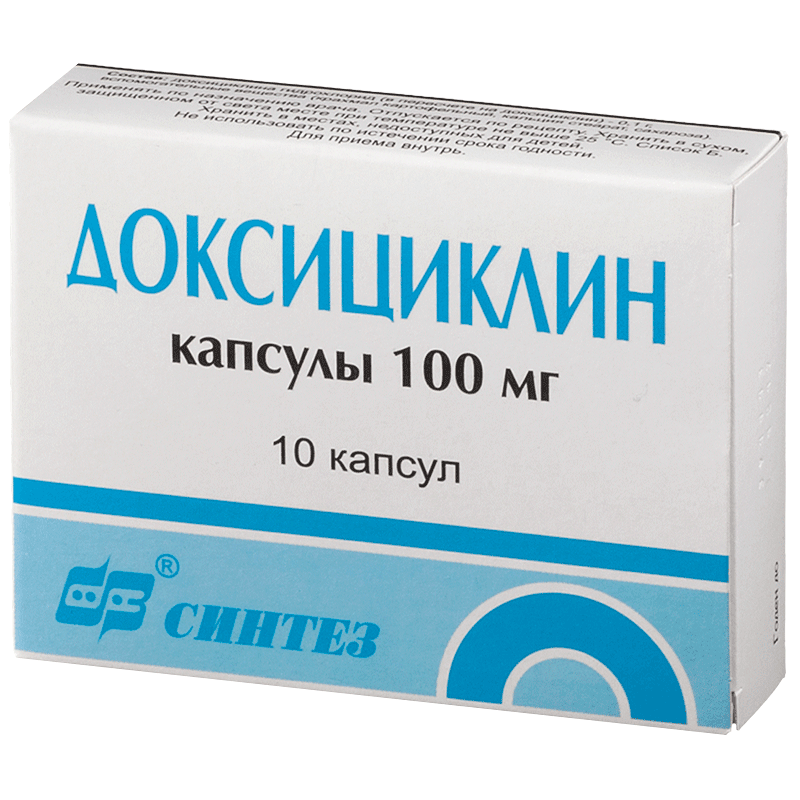 Состав: доксициклина гидрохлорид (в пересчете на доксициклин) - 0,1 г,
вспомогательные вещества (крахмал картофельный, кальция стеарат, сахароза).
Применять по назначению врача. Отпускается по рецепту. Хранить в сухом,
защищенном от света месте при температуре не выше 25 °С. Список Б.
Хранить в местах, недоступных для детей.
Не использовать по истечении срока годности.
Для приема внутрь.
ДОКСИЦИКЛИН
капсулы 100 мг
10 капсул
® СИНТЕЗ
Годен до